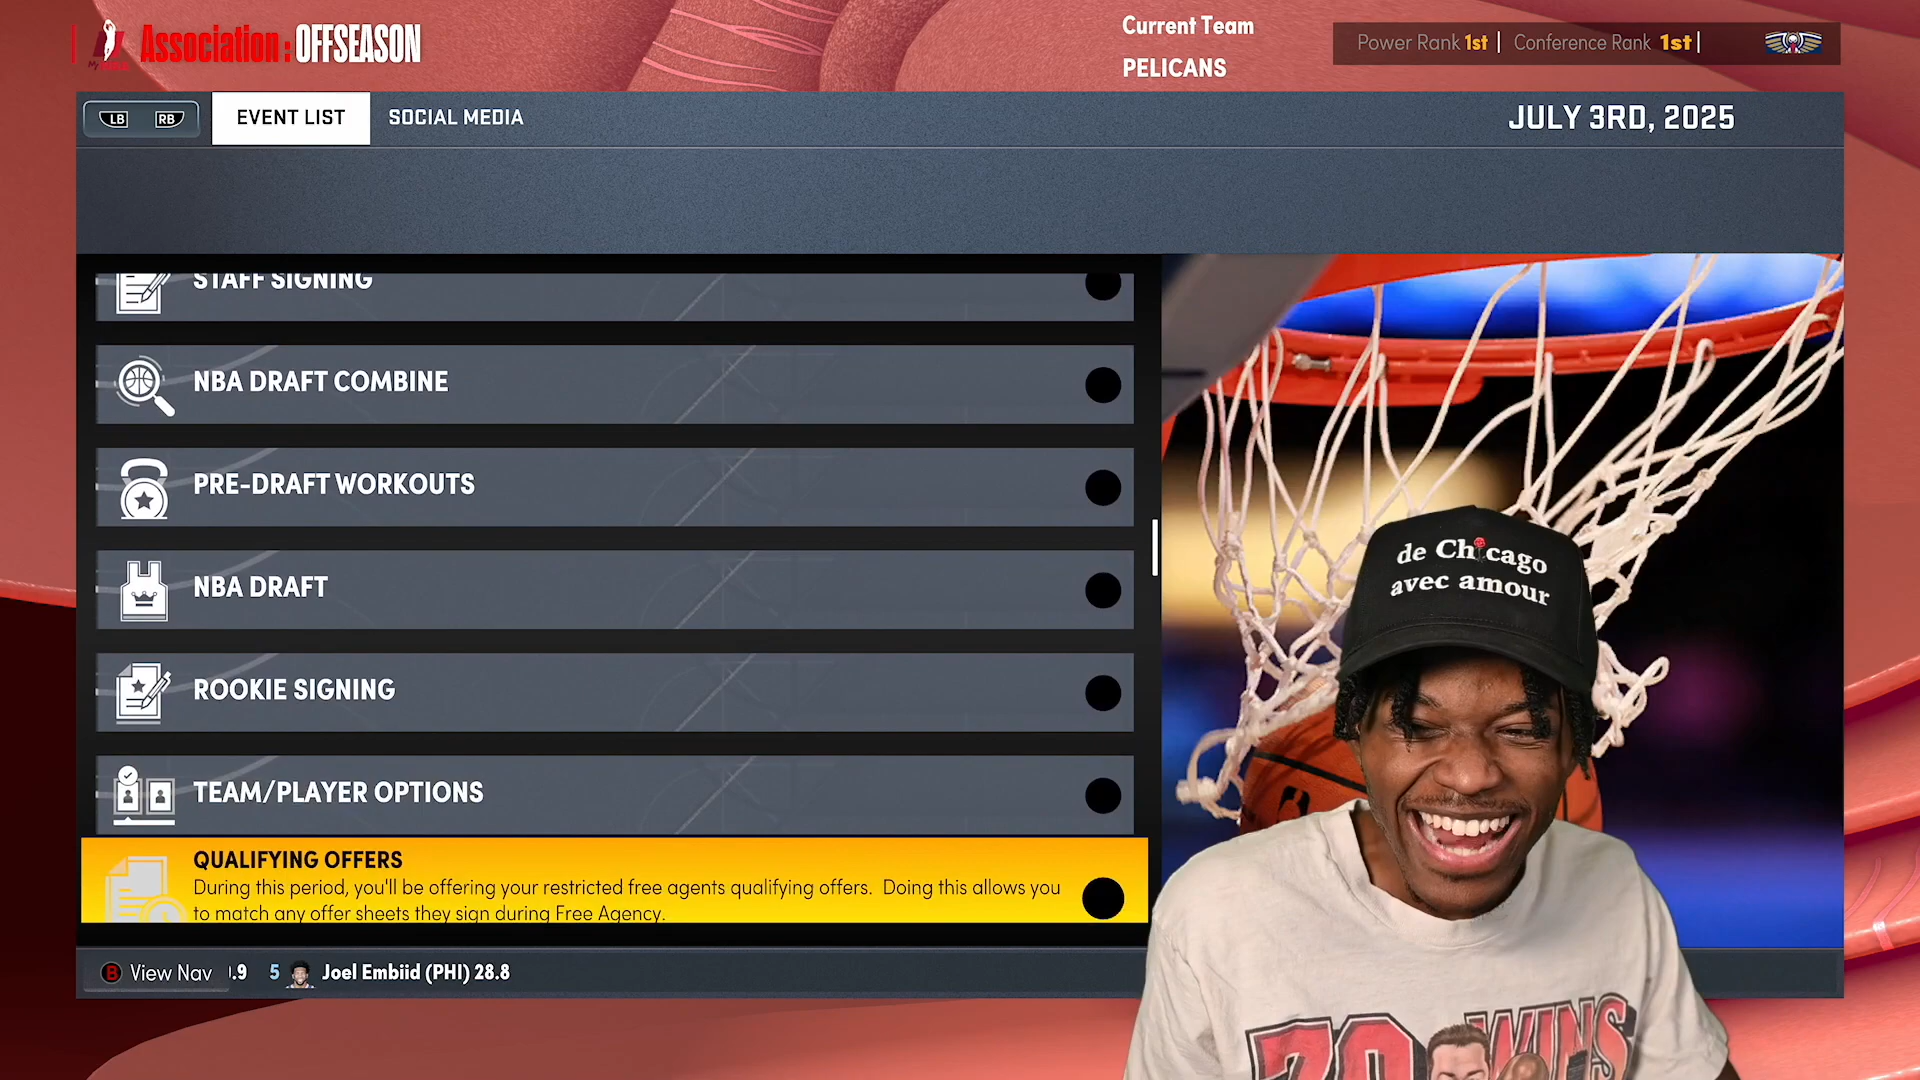 Association : OFFSEASON
Current Team
PELICANS
Power Rank 1st | Conference Rank 1st |
LB RB EVENT LIST SOCIAL MEDIA JULY 3RD, 2025
STAFF SIGNING
NBA DRAFT COMBINE
PRE-DRAFT WORKOUTS
NBA DRAFT
ROOKIE SIGNING
TEAM/PLAYER OPTIONS
QUALIFYING OFFERS
During this period, you'll be offering your restricted free agents qualifying offers. Doing this allows you
to match any offer sheets they sign during Free Agency.
B View Nav .9 5 Joel Embiid (PHI) 28.8
de Chicago
avec amour
70 WINS